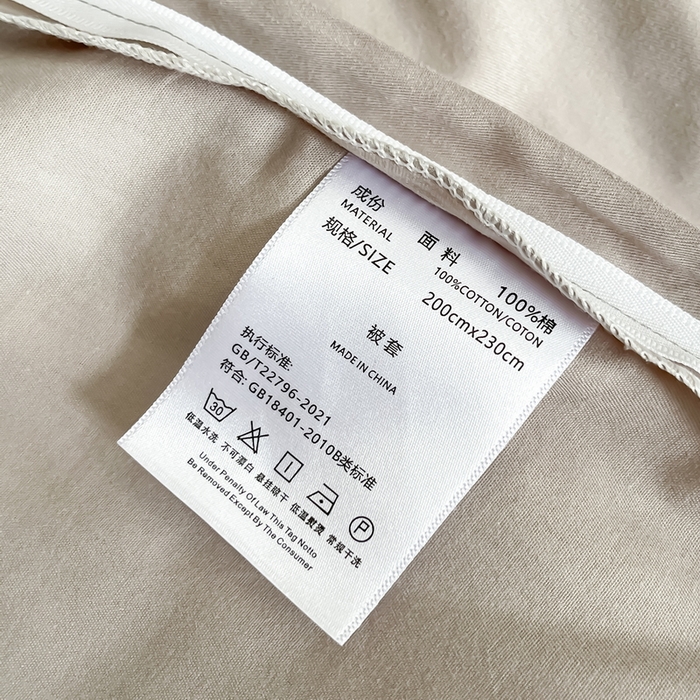 成份
MATERIAL
面料 100%棉
100%COTTON/COTON
规格/SIZE 200cmx230cm
被套
MADE IN CHINA
执行标准:
GB/T22796-2021
符合: GB18401-2010B类标准
30 P
低温水洗 不可漂白 悬挂晾干 低温熨烫 常规干洗
Under Penalty Of Law This Tag Notto
Be Removed Except By The Consumer